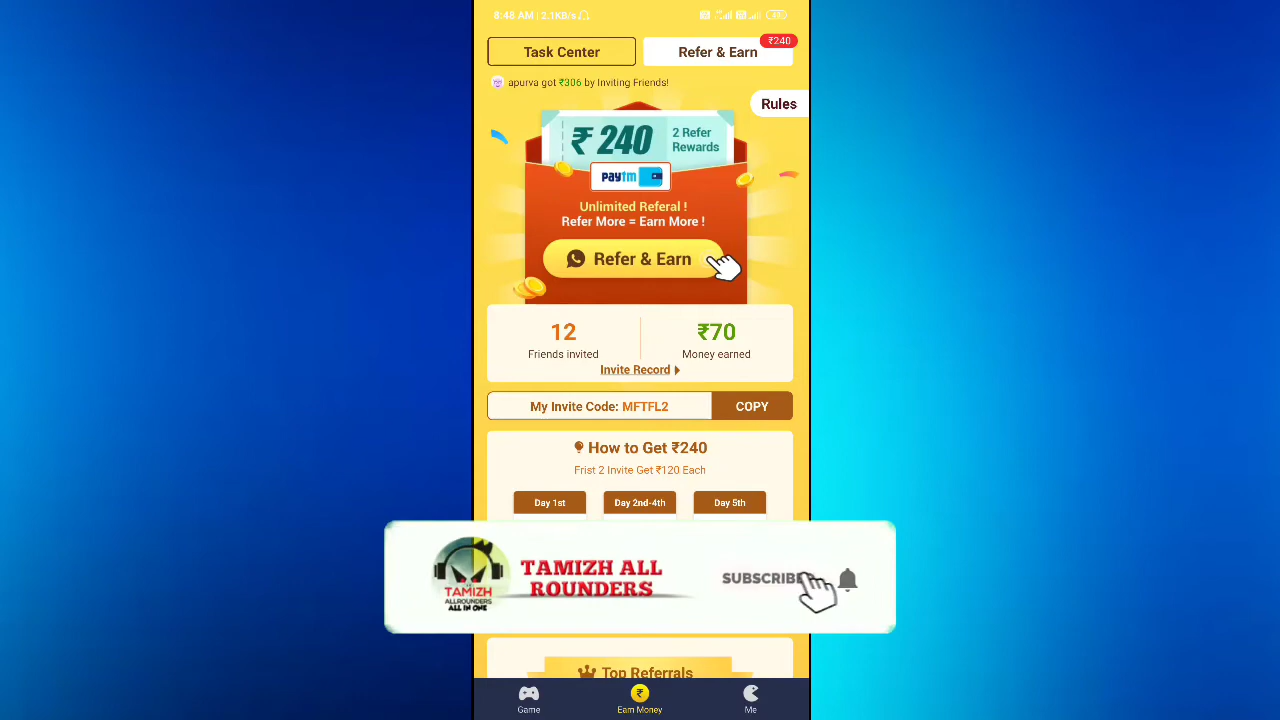 8:48 AM | 2.1KB/s
Task Center
Refer & Earn
₹240
apurva got ₹306 by Inviting Friends!
Rules
₹ 240
2 Refer
Rewards
paytm
Unlimited Referal !
Refer More = Earn More !
Refer & Earn
12
₹70
Friends invited
Money earned
Invite Record
My Invite Code: MFTFL2
COPY
How to Get ₹240
Frist 2 Invite Get ₹120 Each
Day 1st
Day 2nd-4th
Day 5th
TAMIZH
ALLROUNDERS
ALL IN ONE
TAMIZH ALL
ROUNDERS
SUBSCRIBE
Top Referrals
Game
Earn Money
Me